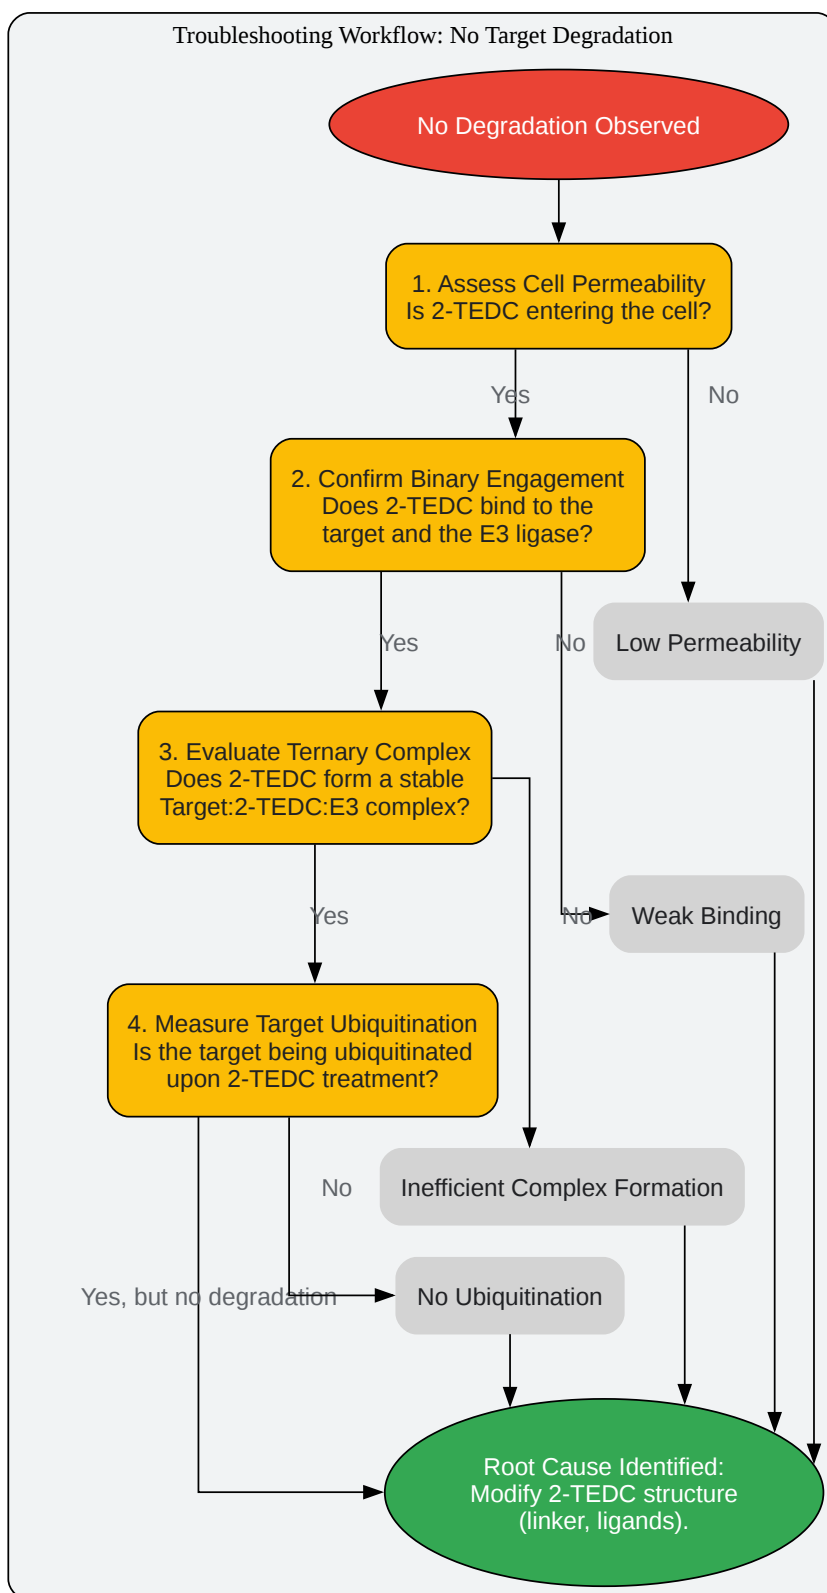 Troubleshooting Workflow: No Target Degradation
No Degradation Observed
1. Assess Cell Permeability
Is 2-TEDC entering the cell?
Yes
No
2. Confirm Binary Engagement
Does 2-TEDC bind to the
target and the E3 ligase?
Yes
No
Low Permeability
3. Evaluate Ternary Complex
Does 2-TEDC form a stable
Target:2-TEDC:E3 complex?
Yes
No
Weak Binding
4. Measure Target Ubiquitination
Is the target being ubiquitinated
upon 2-TEDC treatment?
No
Inefficient Complex Formation
Yes, but no degradation
No Ubiquitination
Root Cause Identified:
Modify 2-TEDC structure
(linker, ligands).